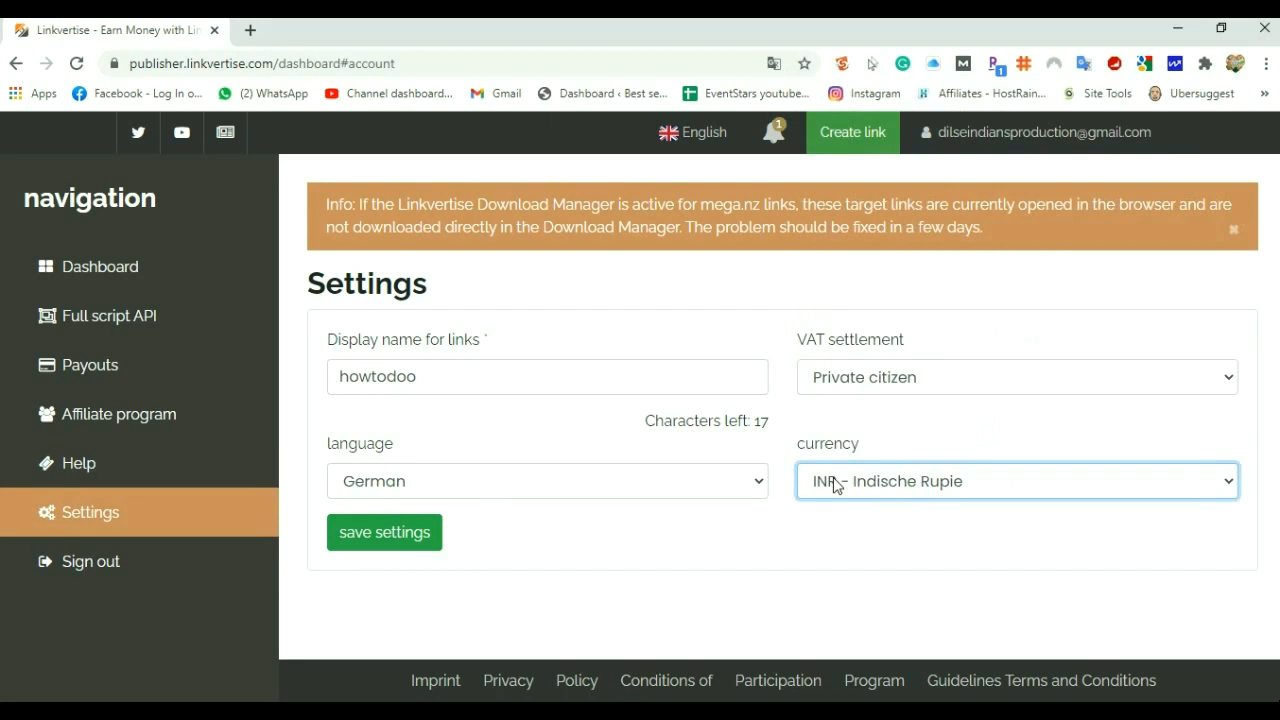 Linkvertise - Earn Money with Lin
publisher.linkvertise.com/dashboard#account
1
Apps
Facebook - Log In o...
(2) WhatsApp
Channel dashboard...
Gmail
Dashboard ‹ Best se...
EventStars youtube...
Instagram
Affiliates - HostRain...
Site Tools
Ubersuggest
»
English
1
Create link
dilseindiansproduction@gmail.com
navigation
Dashboard
Full script API
Payouts
Affiliate program
Help
Settings
Sign out
Info: If the Linkvertise Download Manager is active for mega.nz links, these target links are currently opened in the browser and are
not downloaded directly in the Download Manager. The problem should be fixed in a few days.
Settings
Display name for links *
howtodoo
Characters left: 17
VAT settlement
Private citizen
language
German
currency
INR - Indische Rupie
save settings
Imprint Privacy Policy Conditions of Participation Program Guidelines Terms and Conditions